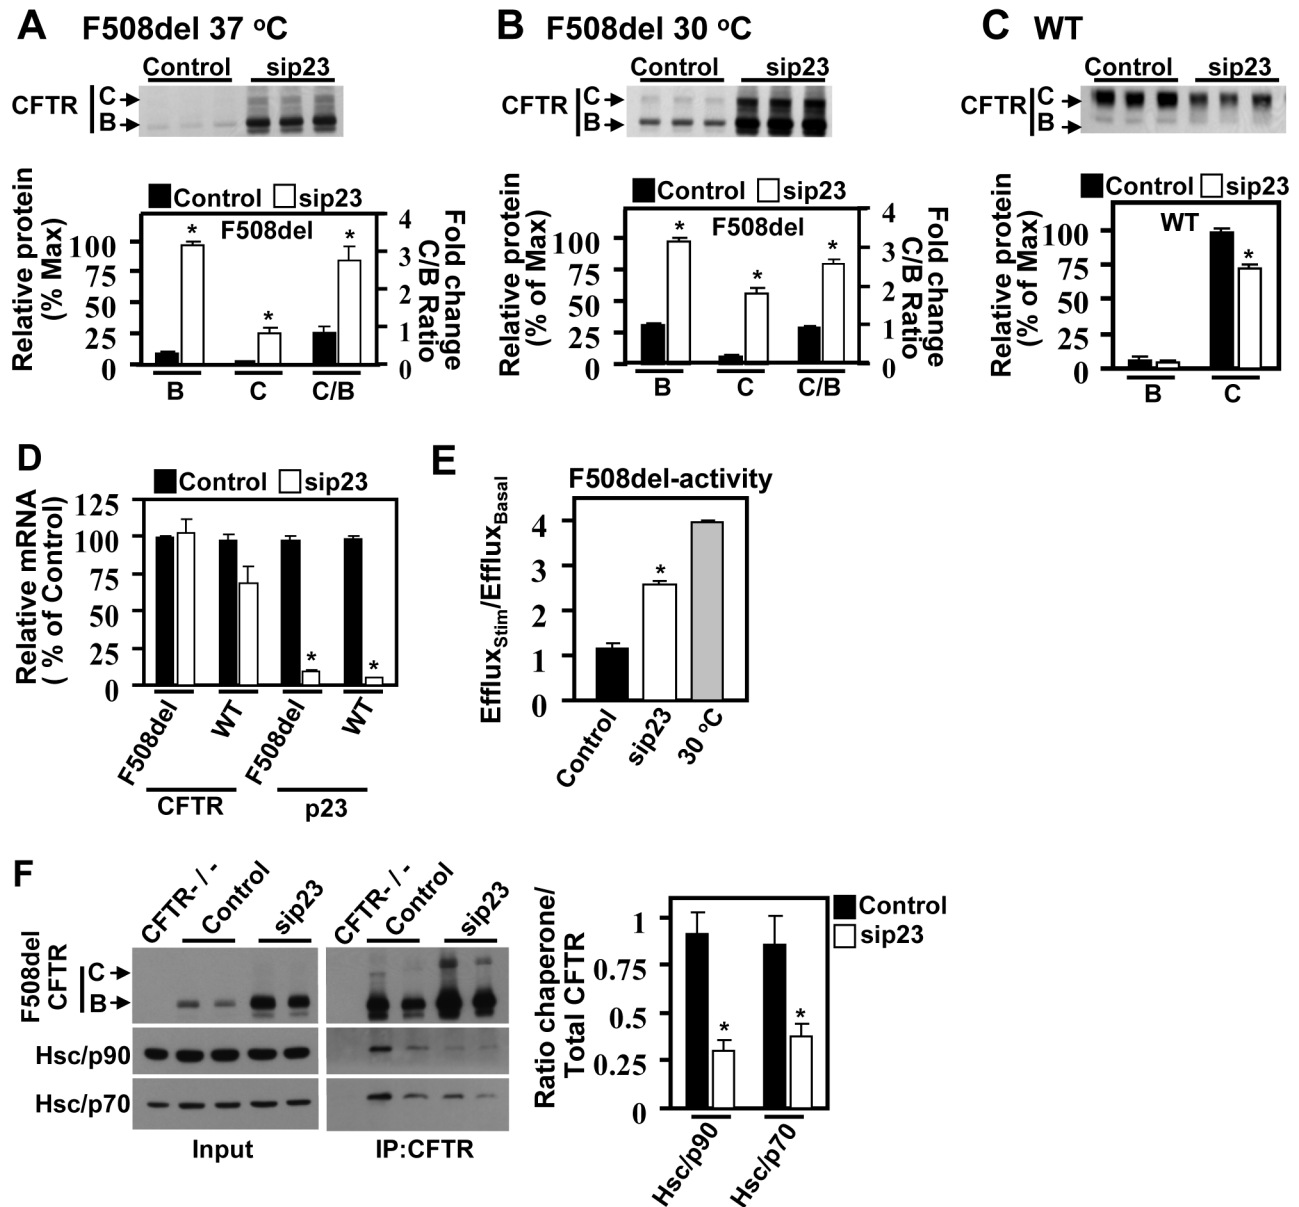 A F508del 37 ºC
Control sip23
CFTR
C
B
Control sip23
Relative protein
(% Max)
100
75
50
25
0
F508del
* * *
4
3
2
1
0
Fold change
C/B Ratio
B C C/B
B F508del 30 ºC
Control sip23
CFTR
C
B
Control sip23
Relative protein
(% of Max)
100
75
50
25
0
F508del
* * *
4
3
2
1
0
Fold change
C/B Ratio
B C C/B
C WT
Control sip23
CFTR
C
B
Control sip23
Relative protein
(% of Max)
100
75
50
25
0
WT
*
B C
D
Control sip23
Relative mRNA
( % of Control)
125
100
75
50
25
0
* *
F508del WT F508del WT
CFTR p23
E
F508del-activity
EffluxStim/EffluxBasal
4
3
2
1
0
*
Control sip23 30 ºC
F
CFTR- / - Control sip23 CFTR- / - Control sip23
F508del
CFTR
C
B
Hsc/p90
Hsc/p70
Input IP:CFTR
Control
sip23
Ratio chaperone/
Total CFTR
1
0.75
0.5
0.25
0
* *
Hsc/p90 Hsc/p70